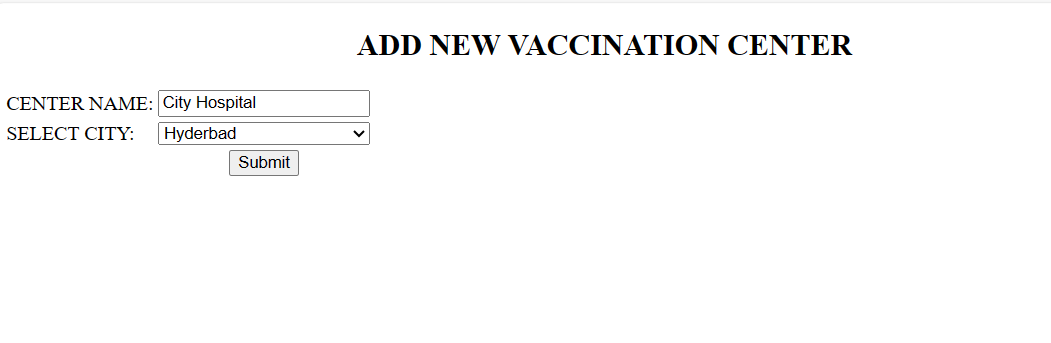 ADD NEW VACCINATION CENTER
CENTER NAME: City Hospital
SELECT CITY: Hyderbad
Submit